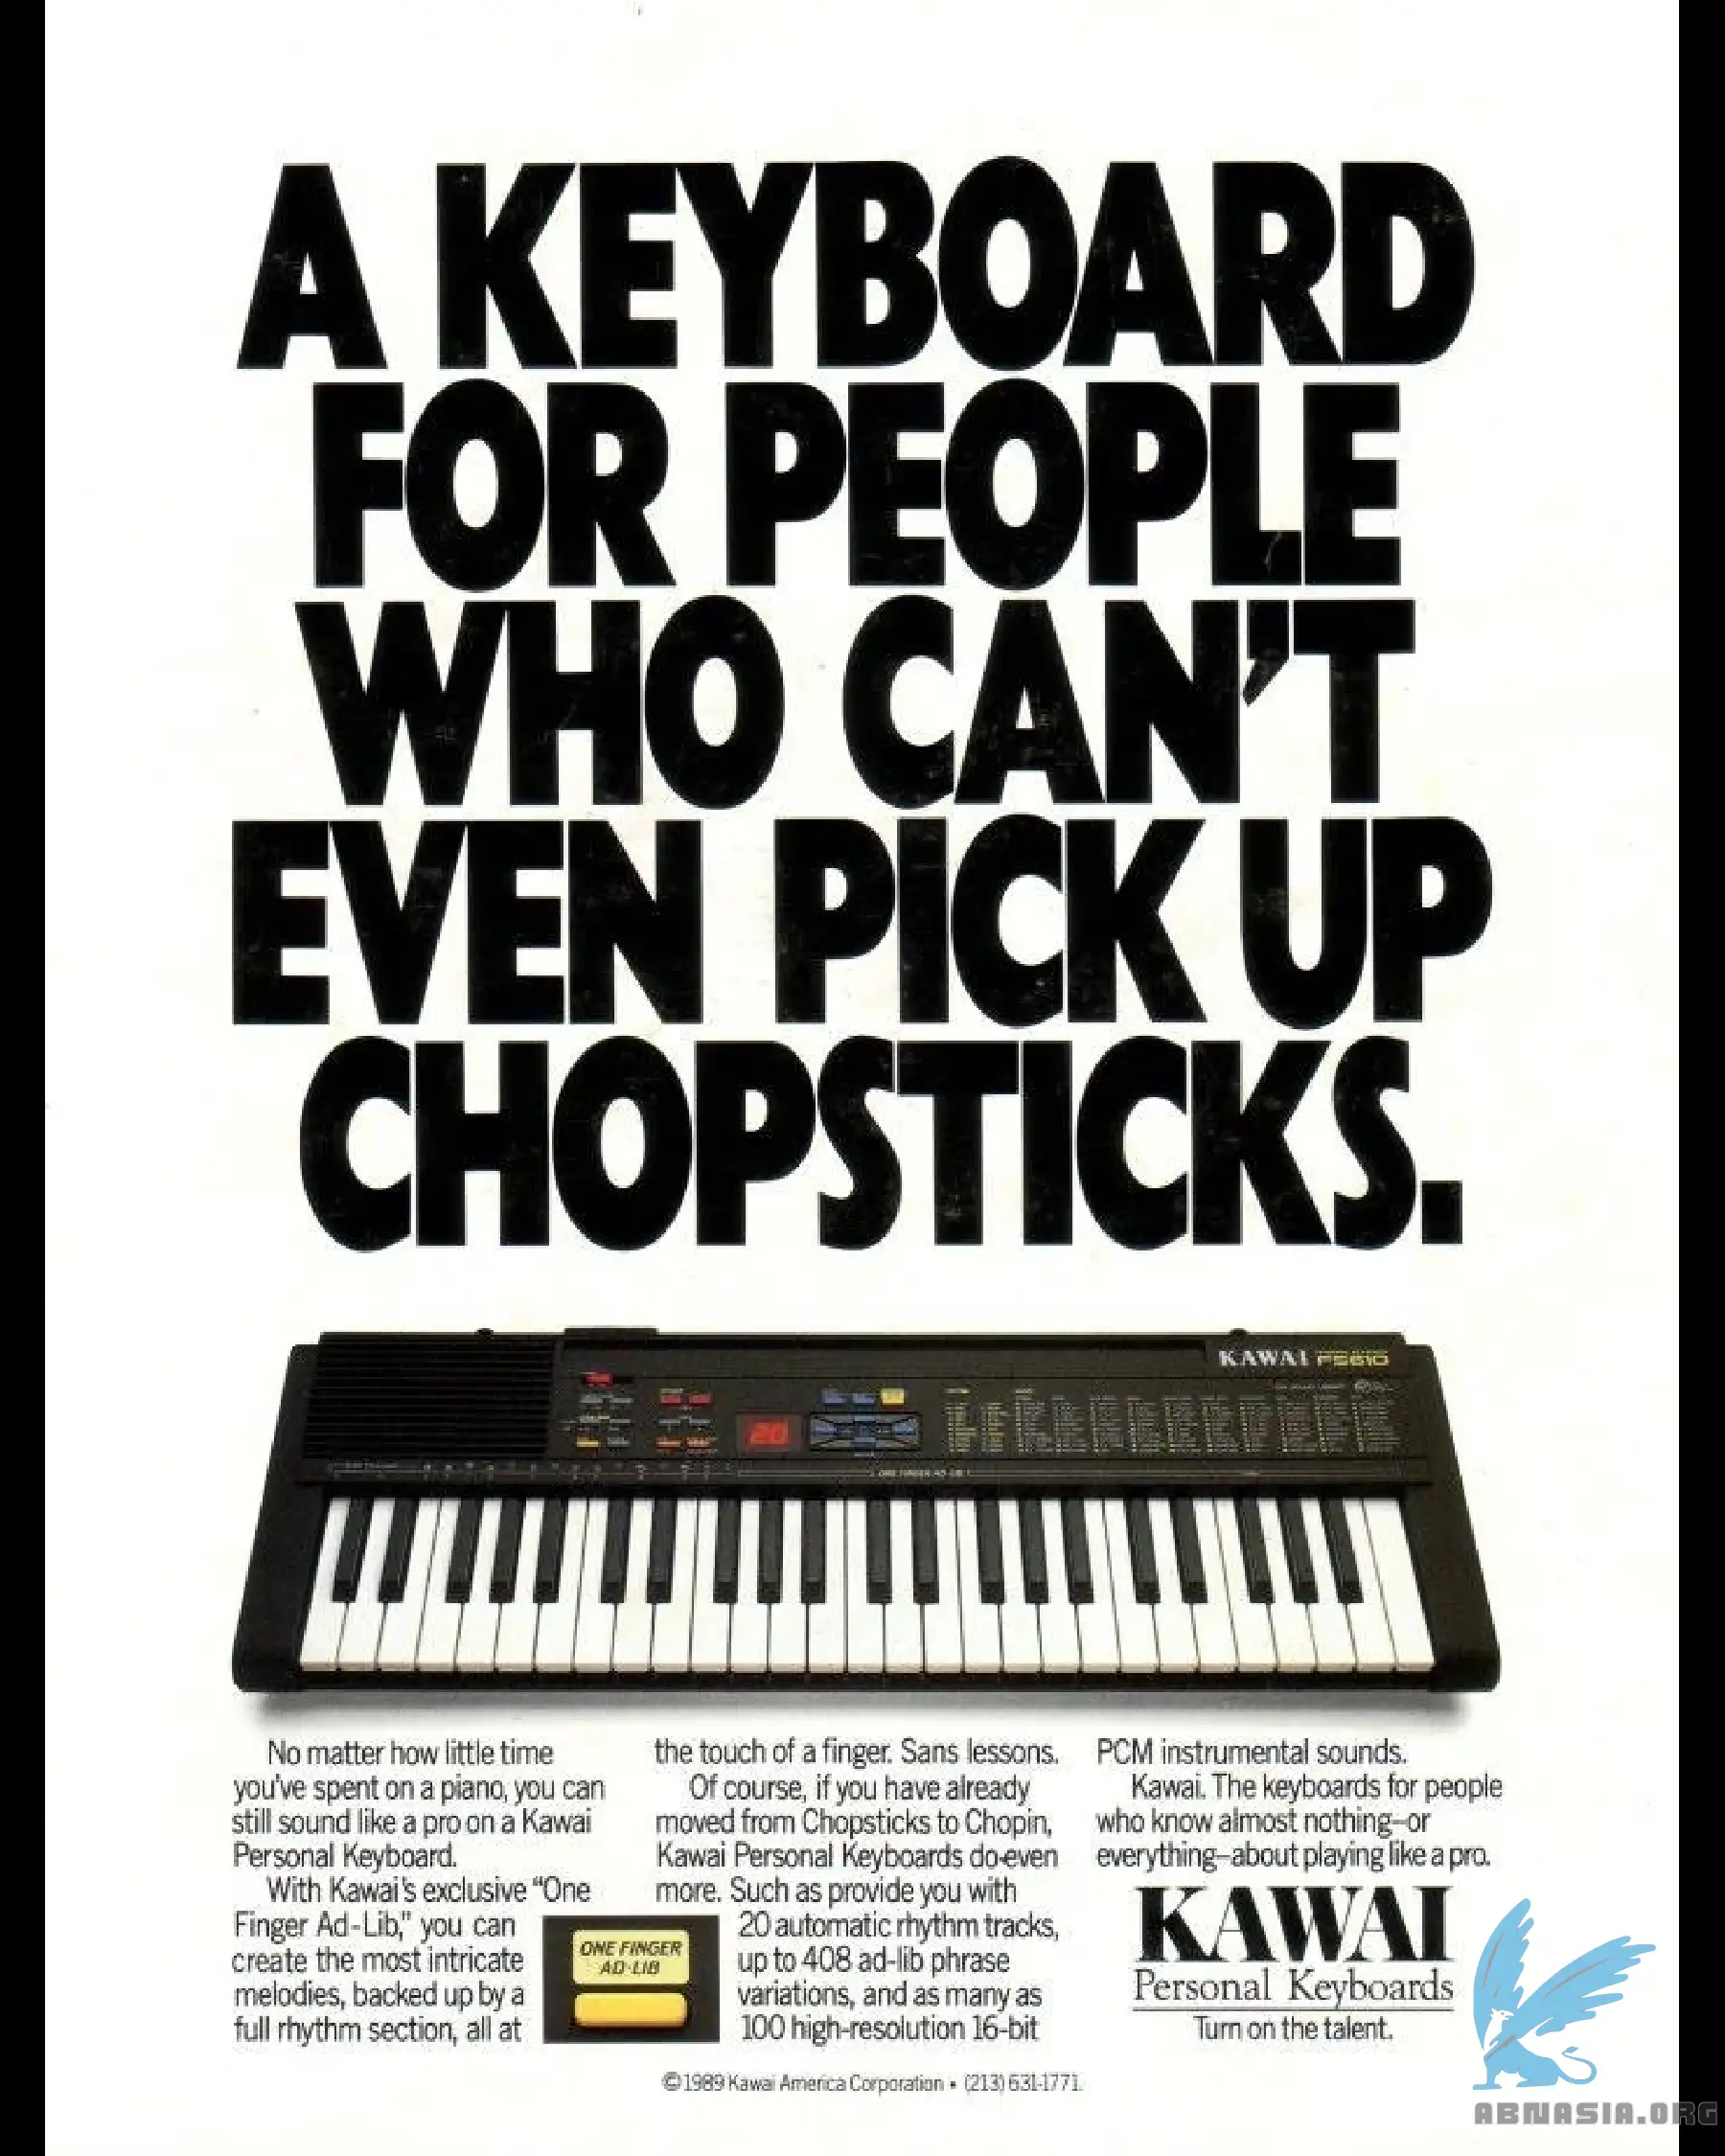 A KEYBOARD
FOR PEOPLE
WHO CAN'T
EVEN PICK UP
CHOPSTICKS.
KAWAI FS610
20
ONE FINGER AD-LIB
No matter how little time
you've spent on a piano, you can
still sound like a pro on a Kawai
Personal Keyboard.
With Kawai's exclusive “One
Finger Ad-Lib,” you can
create the most intricate
melodies, backed up by a
full rhythm section, all at
ONE FINGER
AD-LIB
the touch of a finger. Sans lessons.
Of course, if you have already
moved from Chopsticks to Chopin,
Kawai Personal Keyboards do even
more. Such as provide you with
20 automatic rhythm tracks,
up to 408 ad-lib phrase
variations, and as many as
100 high-resolution 16-bit
PCM instrumental sounds.
Kawai. The keyboards for people
who know almost nothing–or
everything–about playing like a pro.
KAWAI
Personal Keyboards
Turn on the talent.
©1989 Kawai America Corporation • (213) 631-1771.
ABNASIA.ORG